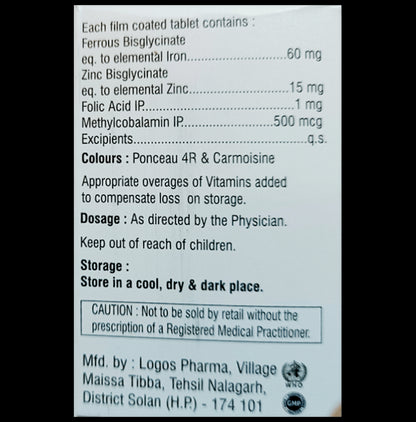 Each film coated tablet contains :
Ferrous Bisglycinate
eq. to elemental Iron.............................60 mg
Zinc Bisglycinate
eq. to elemental Zinc.............................15 mg
Folic Acid IP.............................................1 mg
Methylcobalamin IP...........................500 mcg
Excipients..................................................q.s.
Colours : Ponceau 4R & Carmoisine
Appropriate overages of Vitamins added
to compensate loss on storage.
Dosage : As directed by the Physician.
Keep out of reach of children.
Storage :
Store in a cool, dry & dark place.
CAUTION : Not to be sold by retail without the
prescription of a Registered Medical Practitioner.
Mfd. by : Logos Pharma, Village
Maissa Tibba, Tehsil Nalagarh,
District Solan (H.P.) - 174 101
WHO
GMP